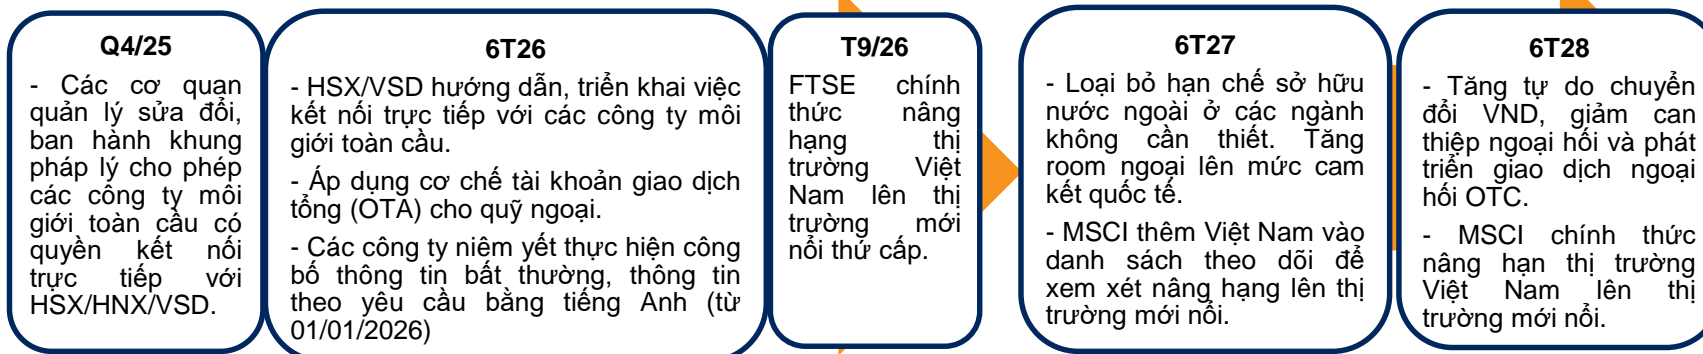 Q4/25
- Các cơ quan
quản lý sửa đổi,
ban hành khung
pháp lý cho phép
các công ty môi
giới toàn cầu có
quyền kết nối
trực tiếp với
HSX/HNX/VSD.
6T26
- HSX/VSD hướng dẫn, triển khai việc
kết nối trực tiếp với các công ty môi
giới toàn cầu.
- Áp dụng cơ chế tài khoản giao dịch
tổng (OTA) cho quỹ ngoại.
- Các công ty niêm yết thực hiện công
bố thông tin bất thường, thông tin
theo yêu cầu bằng tiếng Anh (từ
01/01/2026)
T9/26
FTSE chính
thức nâng
hạng thị
trường Việt
Nam lên thị
trường mới
nổi thứ cấp.
6T27
- Loại bỏ hạn chế sở hữu
nước ngoài ở các ngành
không cần thiết. Tăng
room ngoại lên mức cam
kết quốc tế.
- MSCI thêm Việt Nam vào
danh sách theo dõi để
xem xét nâng hạng lên thị
trường mới nổi.
6T28
- Tăng tự do chuyển
đổi VND, giảm can
thiệp ngoại hối và phát
triển giao dịch ngoại
hối OTC.
- MSCI chính thức
nâng hạn thị trường
Việt Nam lên thị
trường mới nổi.